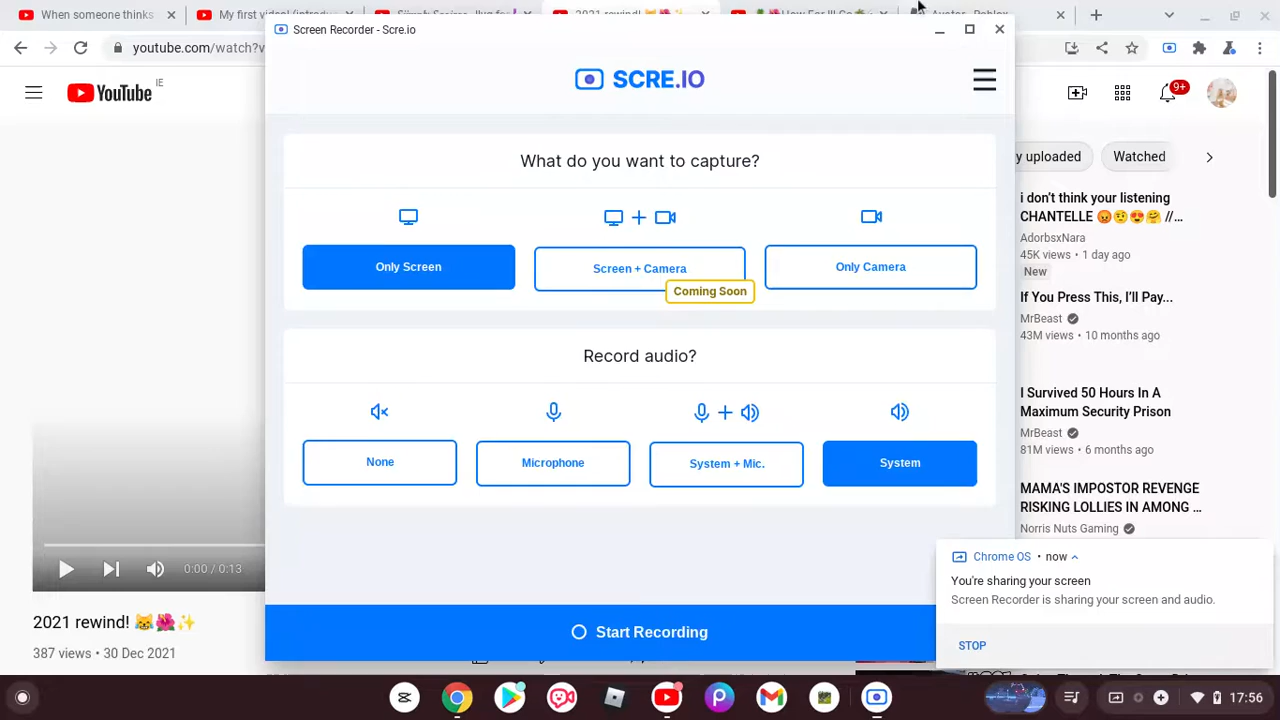 When someone thinks
My first video
2021 rewind! 😹🌺✨
Screen Recorder - Scre.io
youtube.com/watch?v
YouTube IE
SCRE.IO
9+
What do you want to capture?
Only Screen
Screen + Camera
Only Camera
Coming Soon
Record audio?
None
Microphone
System + Mic.
System
Start Recording
0:00 / 0:13
2021 rewind! 😹🌺✨
387 views • 30 Dec 2021
y uploaded
Watched
i don't think your listening
CHANTELLE 😡🤨😍🤗 //…
AdorbsxNara
45K views • 1 day ago
New
If You Press This, I'll Pay...
MrBeast
43M views • 10 months ago
I Survived 50 Hours In A
Maximum Security Prison
MrBeast
81M views • 6 months ago
MAMA'S IMPOSTOR REVENGE
RISKING LOLLIES IN AMONG …
Norris Nuts Gaming
Chrome OS • now
You're sharing your screen
Screen Recorder is sharing your screen and audio.
STOP
17:56